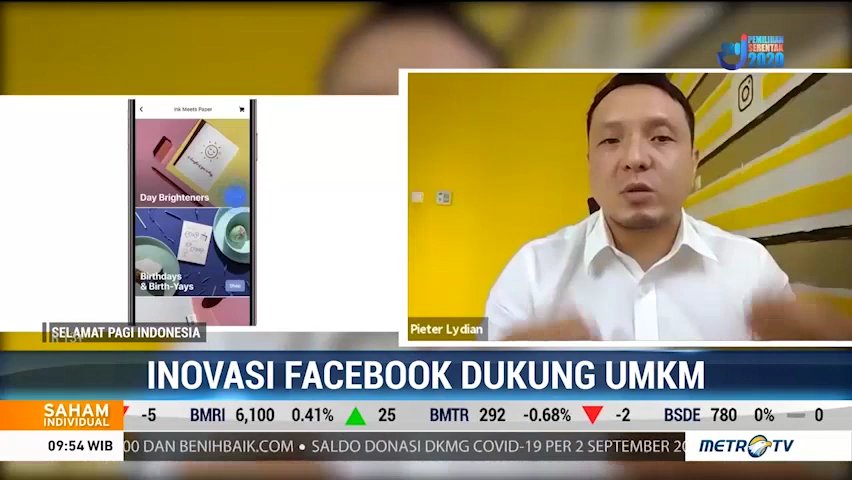 PEMILIHAN
SERENTAK
2020
Ink Meets Paper
Day Brighteners
Birthdays
& Birth-Yays
Shop
Pieter Lydian
SELAMAT PAGI INDONESIA
INOVASI FACEBOOK DUKUNG UMKM
SAHAM
INDIVIDUAL
-5 BMRI 6,100 0.41% 25 BMTR 292 -0.68% -2 BSDE 780 0% 0
09:54 WIB
00 DAN BENIHBAIK.COM • SALDO DONASI DKMG COVID-19 PER 2 SEPTEMBER
METRO TV